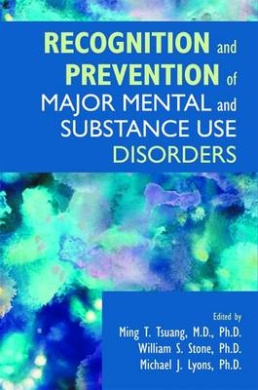 RECOGNITION and
PREVENTION of
MAJOR MENTAL and
SUBSTANCE USE
DISORDERS
Edited by
Ming T. Tsuang, M.D., Ph.D.
William S. Stone, Ph.D.
Michael J. Lyons, Ph.D.